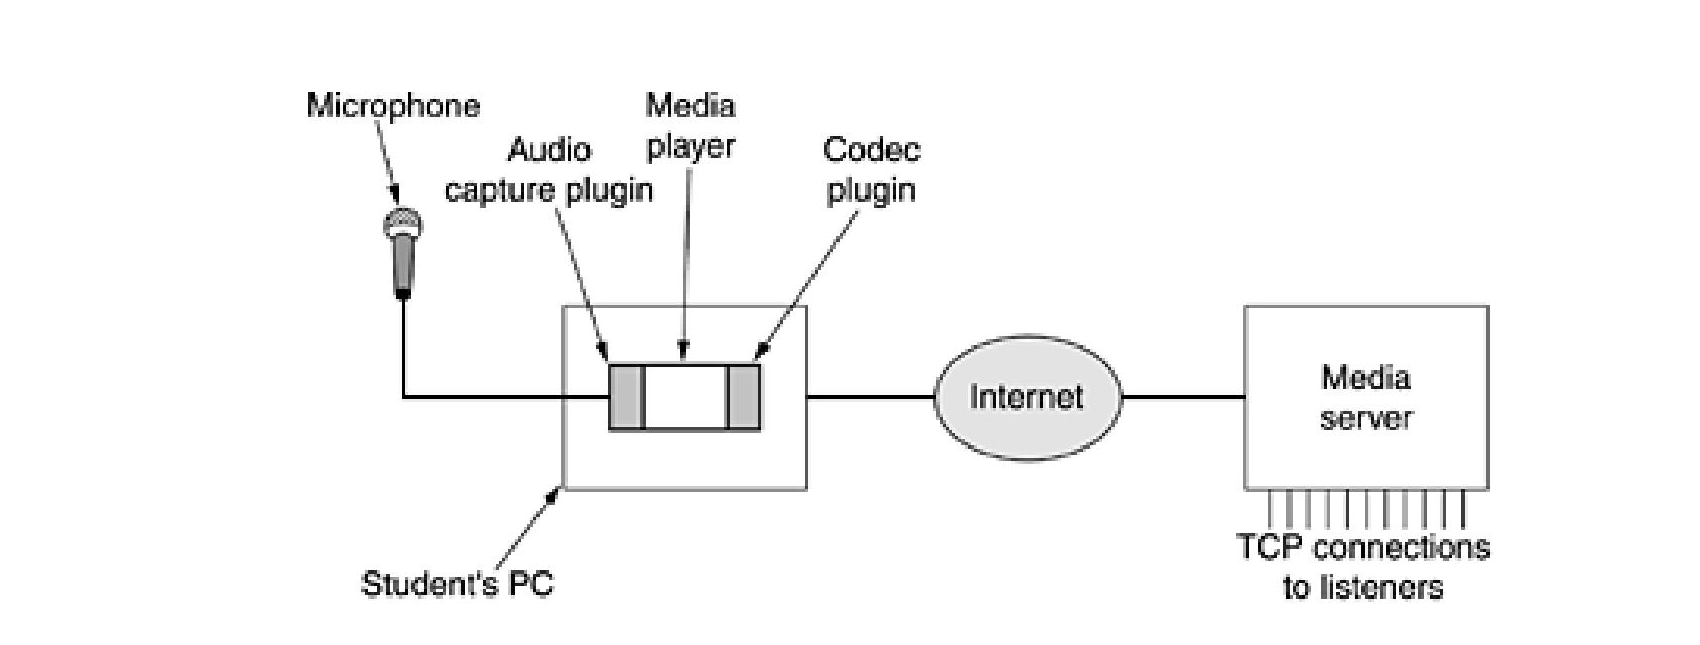 Microphone
Media
player
Audio
capture plugin
Codec
plugin
Internet
Media
server
TCP connections
to listeners
Student's PC